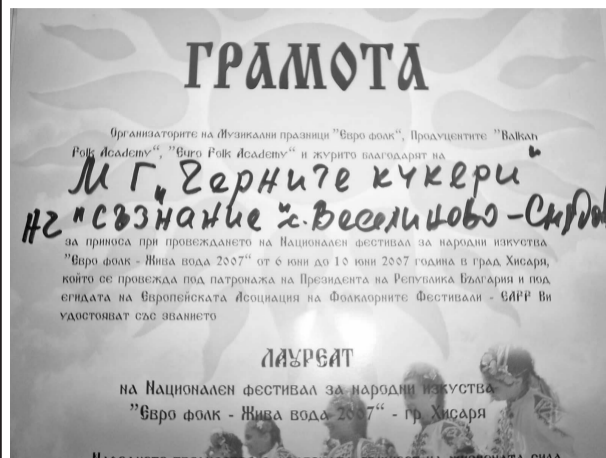 ГРАМОТА
Организаторите на Музикални празници "Евро фолк", Продуцентите "Balkan
Folk Academy", "Euro Folk Academy" и журито благодарят на
МГ "Черните кукери"
НЧ "Съзнание" с. Веселиново -
за приноса при провеждането на Национален фестивал за народни изкуства
"Евро фолк - Жива вода 2007" от 6 юни до 10 юни 2007 година в град Хисаря,
който се провежда под патронажа на Президента на Република България и под
егидата на Европейската Асоциация на Фолклорните Фестивали - EAFF Ви
удостояват със званието
ЛАУРЕАТ
на Национален фестивал за народни изкуства
"Евро фолк - Жива вода 2007" - гр. Хисаря